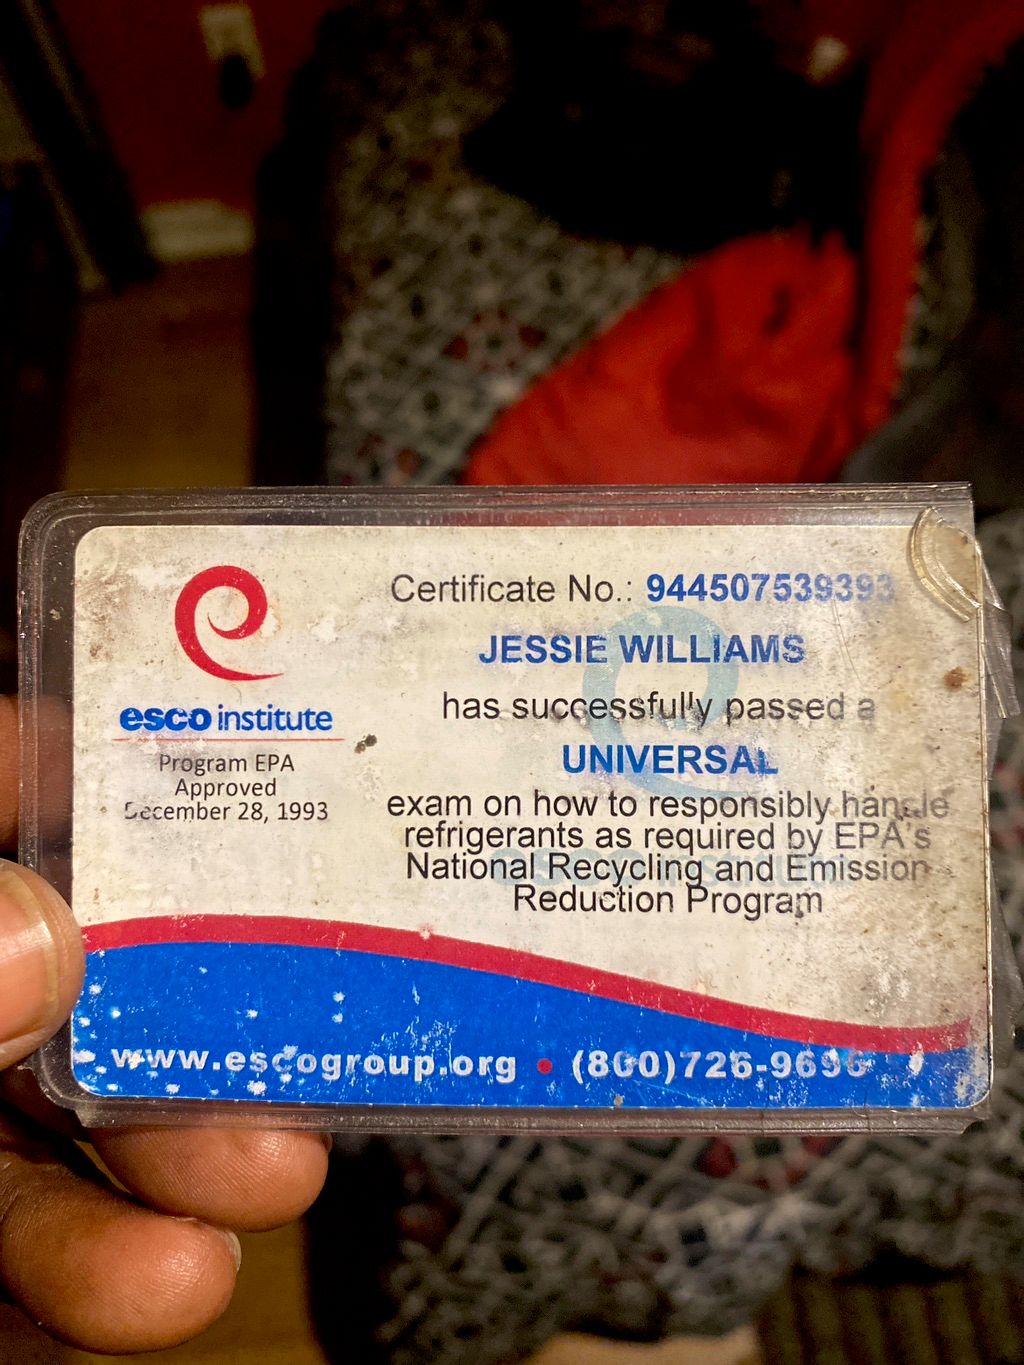 Certificate No.: 944507539393
JESSIE WILLIAMS
has successfully passed a
UNIVERSAL
exam on how to responsibly handle
refrigerants as required by EPA's
National Recycling and Emission
Reduction Program
esco institute
Program EPA
Approved
December 28, 1993
www.escogroup.org • (800)726-9696